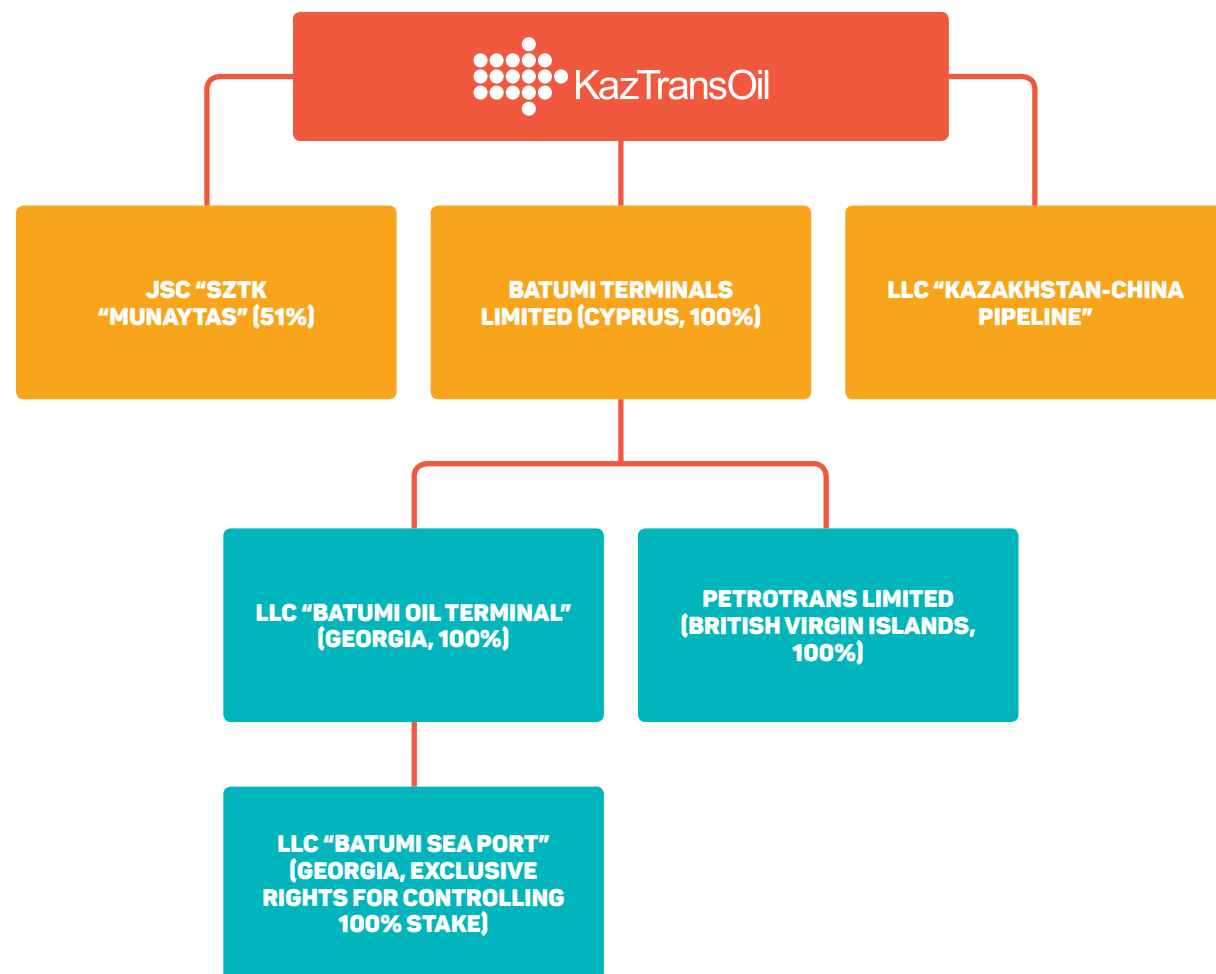 KazTransOil
JSC “SZTK
“MUNAYTAS” (51%)
BATUMI TERMINALS
LIMITED (CYPRUS, 100%)
LLC “KAZAKHSTAN-CHINA
PIPELINE”
LLC “BATUMI OIL TERMINAL”
(GEORGIA, 100%)
PETROTRANS LIMITED
(BRITISH VIRGIN ISLANDS,
100%)
LLC “BATUMI SEA PORT”
(GEORGIA, EXCLUSIVE
RIGHTS FOR CONTROLLING
100% STAKE)